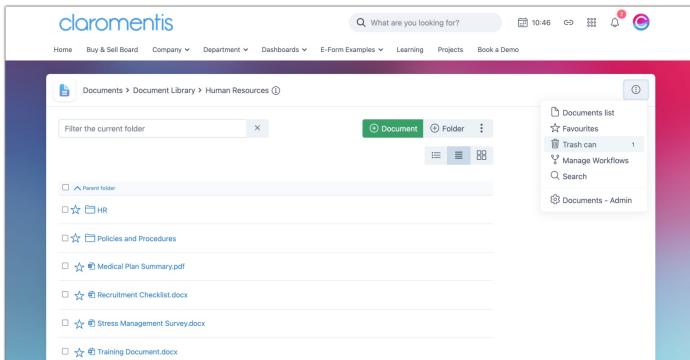 claromentis
What are you looking for?
10:46
2
Home Buy & Sell Board Company Department Dashboards E-Form Examples Learning Projects Book a Demo
Documents > Document Library > Human Resources
Filter the current folder
Document Folder
Documents list
Favourites
Trash can 1
Manage Workflows
Search
Documents - Admin
Parent folder
HR
Policies and Procedures
Medical Plan Summary.pdf
Recruitment Checklist.docx
Stress Management Survey.docx
Training Document.docx